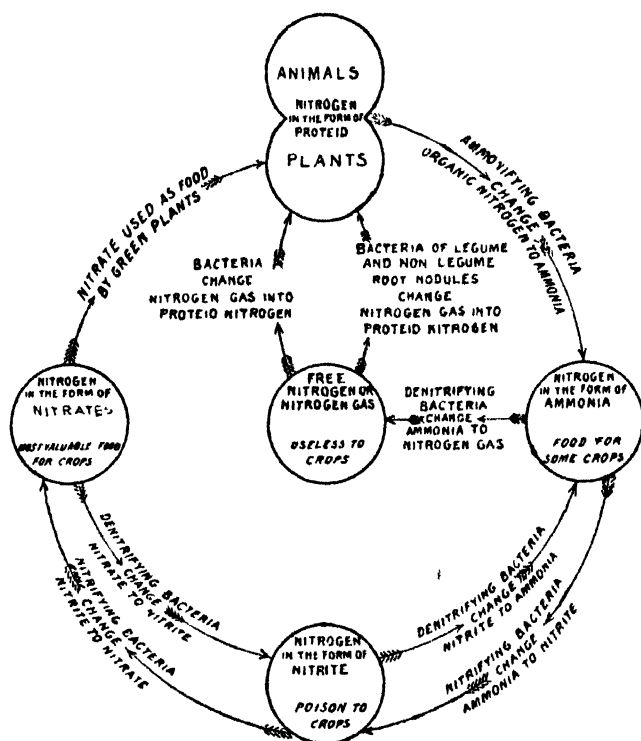 ANIMALS
NITROGEN
IN THE FORM OF
PROTEID
PLANTS
NITRATE USED AS FOOD
BY GREEN PLANTS
AMMONIFYING BACTERIA
CHANGE
ORGANIC NITROGEN TO AMMONIA
BACTERIA
CHANGE
NITROGEN GAS INTO
PROTEID NITROGEN
BACTERIA OF LEGUME
AND NON LEGUME
ROOT NODULES
CHANGE
NITROGEN GAS INTO
PROTEID NITROGEN
NITROGEN
IN THE FORM OF
NITRATES
MOST VALUABLE FOOD
FOR CROPS
FREE
NITROGEN OR
NITROGEN GAS
USELESS TO
CROPS
DENITRIFYING
BACTERIA
CHANGE
AMMONIA TO
NITROGEN GAS
NITROGEN
IN THE FORM OF
AMMONIA
FOOD FOR
SOME CROPS
DENITRIFYING BACTERIA
CHANGE
NITRATE TO NITRITE
NITRIFYING BACTERIA
CHANGE
NITRITE TO NITRATE
DENITRIFYING BACTERIA
CHANGE
NITRITE TO AMMONIA
NITRIFYING BACTERIA
CHANGE
AMMONIA TO NITRITE
NITROGEN
IN THE FORM OF
NITRITE
POISON TO
CROPS